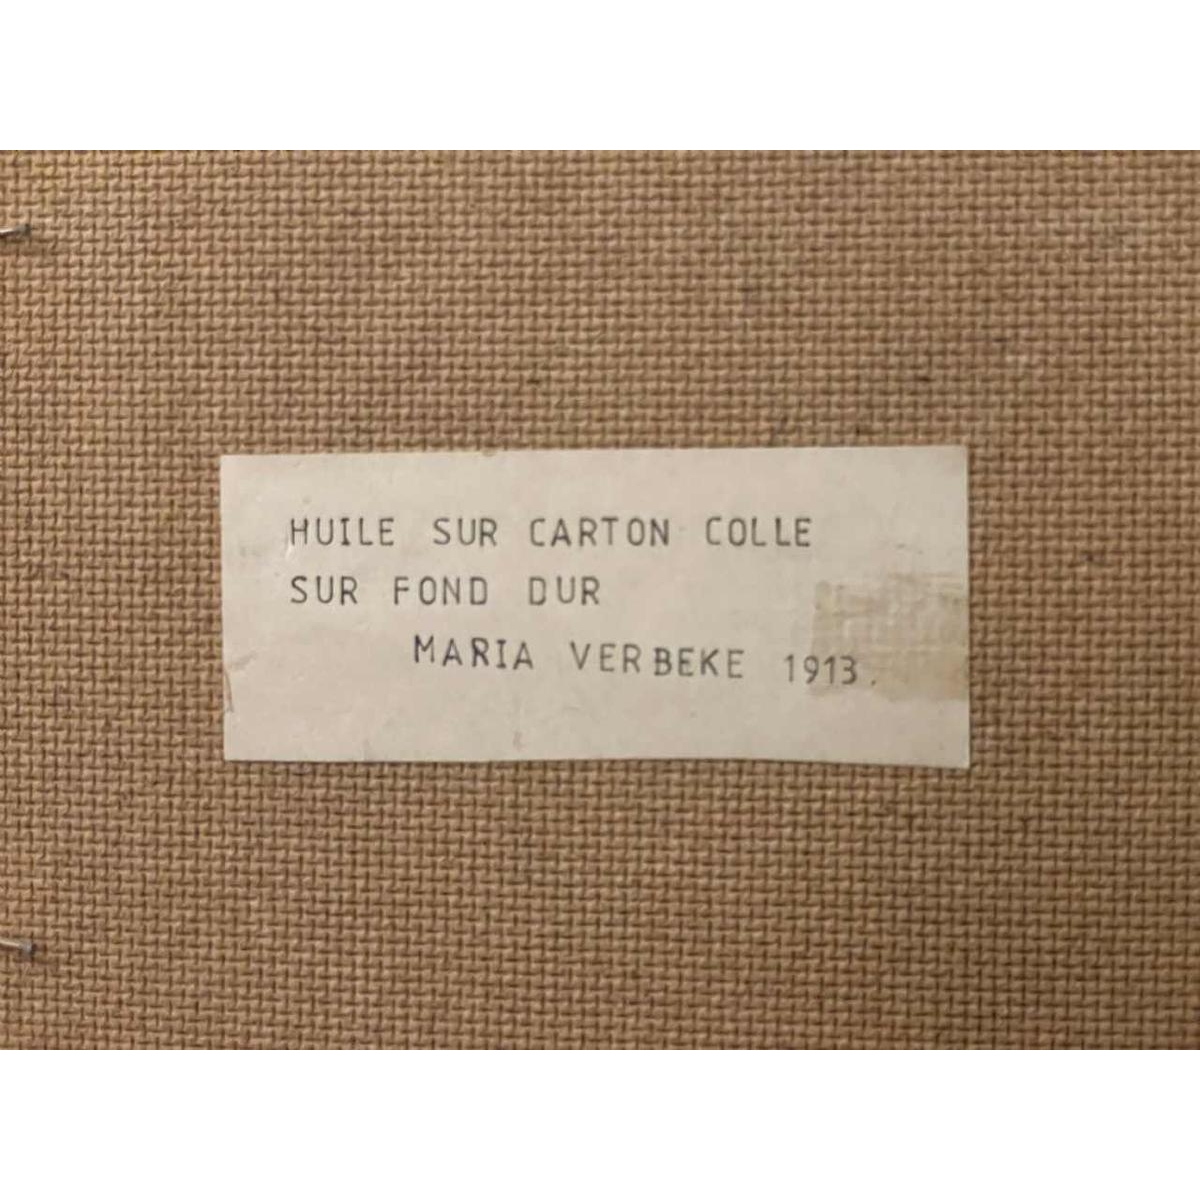 HUILE SUR CARTON COLLE
SUR FOND DUR
MARIA VERBEKE 1913.